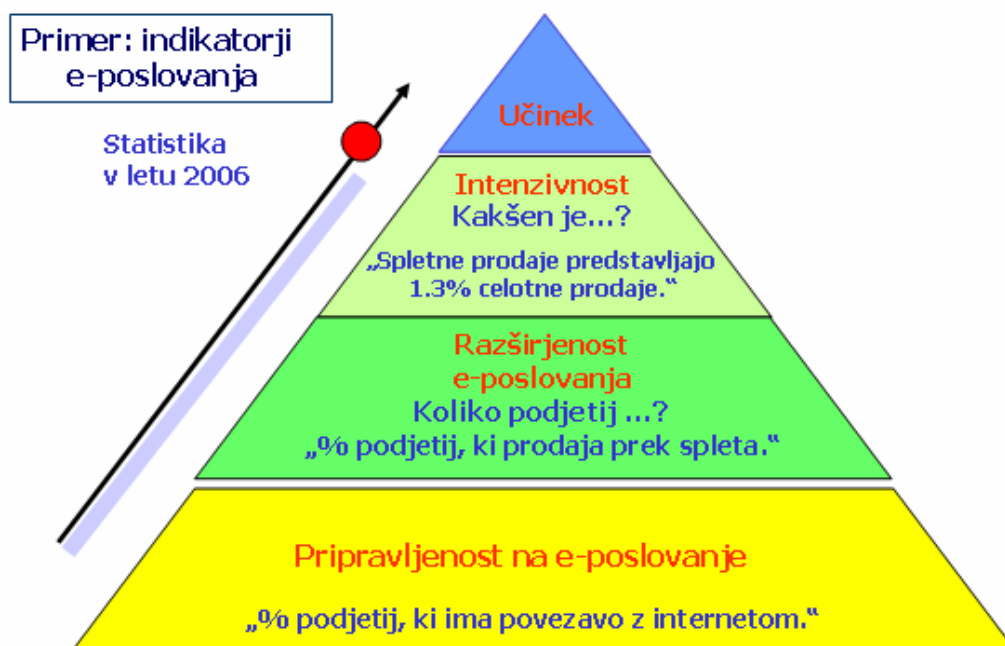 Primer: indikatorji
e-poslovanja
Statistika
v letu 2006
Učinek
Intenzivnost
Kakšen je...?
„Spletne prodaje predstavljajo
1.3% celotne prodaje.“
Razširjenost
e-poslovanja
Koliko podjetij ...?
„% podjetij, ki prodaja prek spleta.“
Pripravljenost na e-poslovanje
„% podjetij, ki ima povezavo z internetom.“